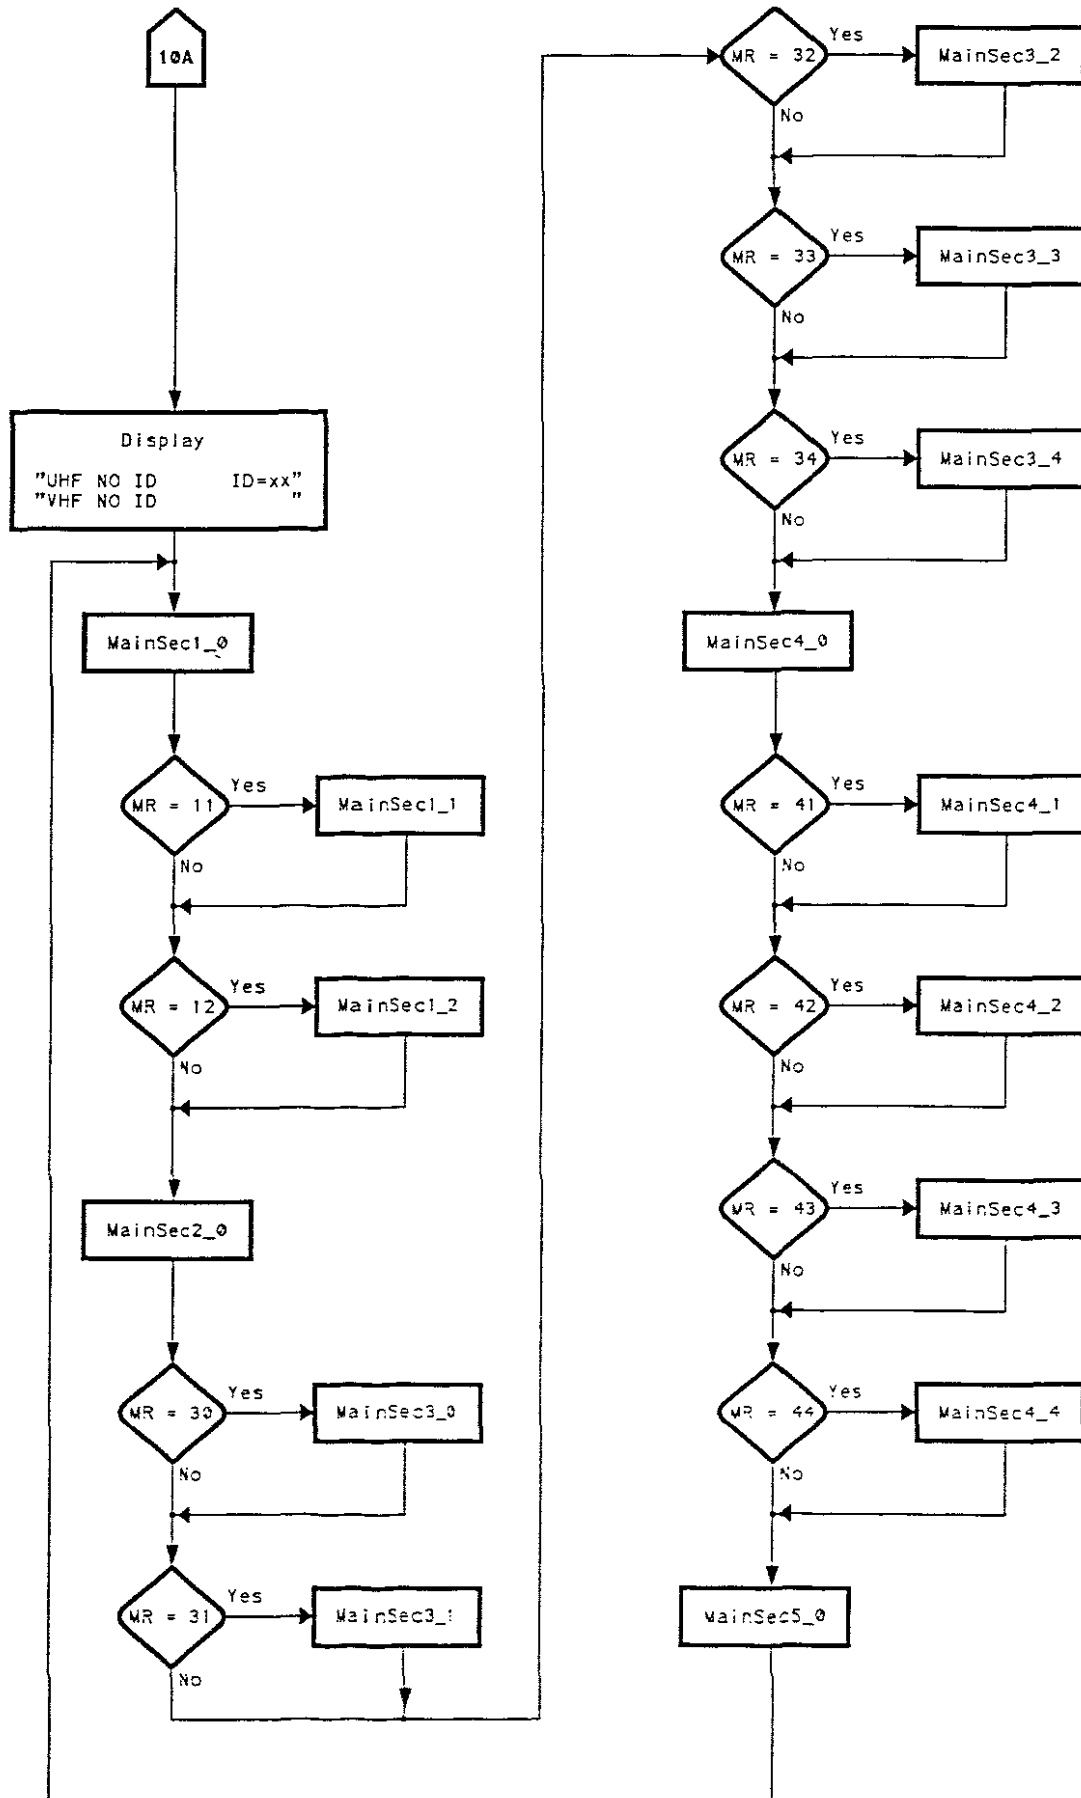 10A
Display
"UHF NO ID ID=xx"
"VHF NO ID "
MainSec1_0
MR = 11
Yes
MainSec1_1
No
MR = 12
Yes
MainSec1_2
No
MainSec2_0
MR = 30
Yes
MainSec3_0
No
MR = 31
Yes
MainSec3_1
No
MR = 32
Yes
MainSec3_2
No
MR = 33
Yes
MainSec3_3
No
MR = 34
Yes
MainSec3_4
No
MainSec4_0
MR = 41
Yes
MainSec4_1
No
MR = 42
Yes
MainSec4_2
No
MR = 43
Yes
MainSec4_3
No
MR = 44
Yes
MainSec4_4
No
MainSec5_0